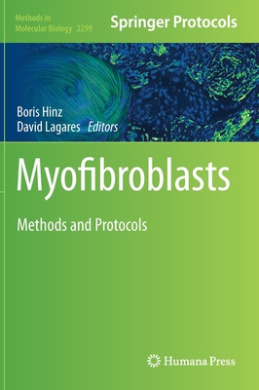 Methods in
Molecular Biology 2299
Springer Protocols
Boris Hinz
David Lagares Editors
Myofibroblasts
Methods and Protocols
Humana Press